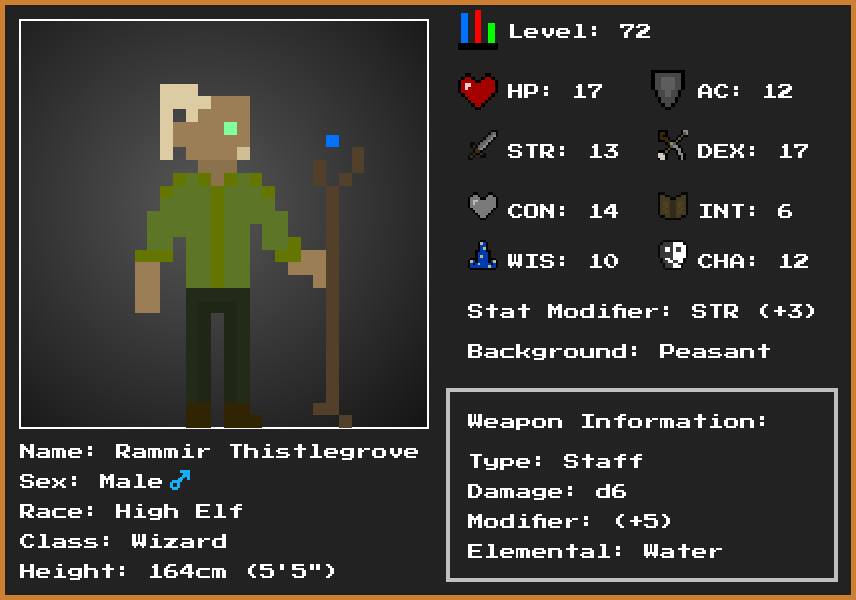 Level: 72
HP: 17 AC: 12
STR: 13 DEX: 17
CON: 14 INT: 6
WIS: 10 CHA: 12
Stat Modifier: STR (+3)
Background: Peasant
Weapon Information:
Type: Staff
Damage: d6
Modifier: (+5)
Elemental: Water
Name: Rammir Thistlegrove
Sex: Male ♂
Race: High Elf
Class: Wizard
Height: 164cm (5'5")